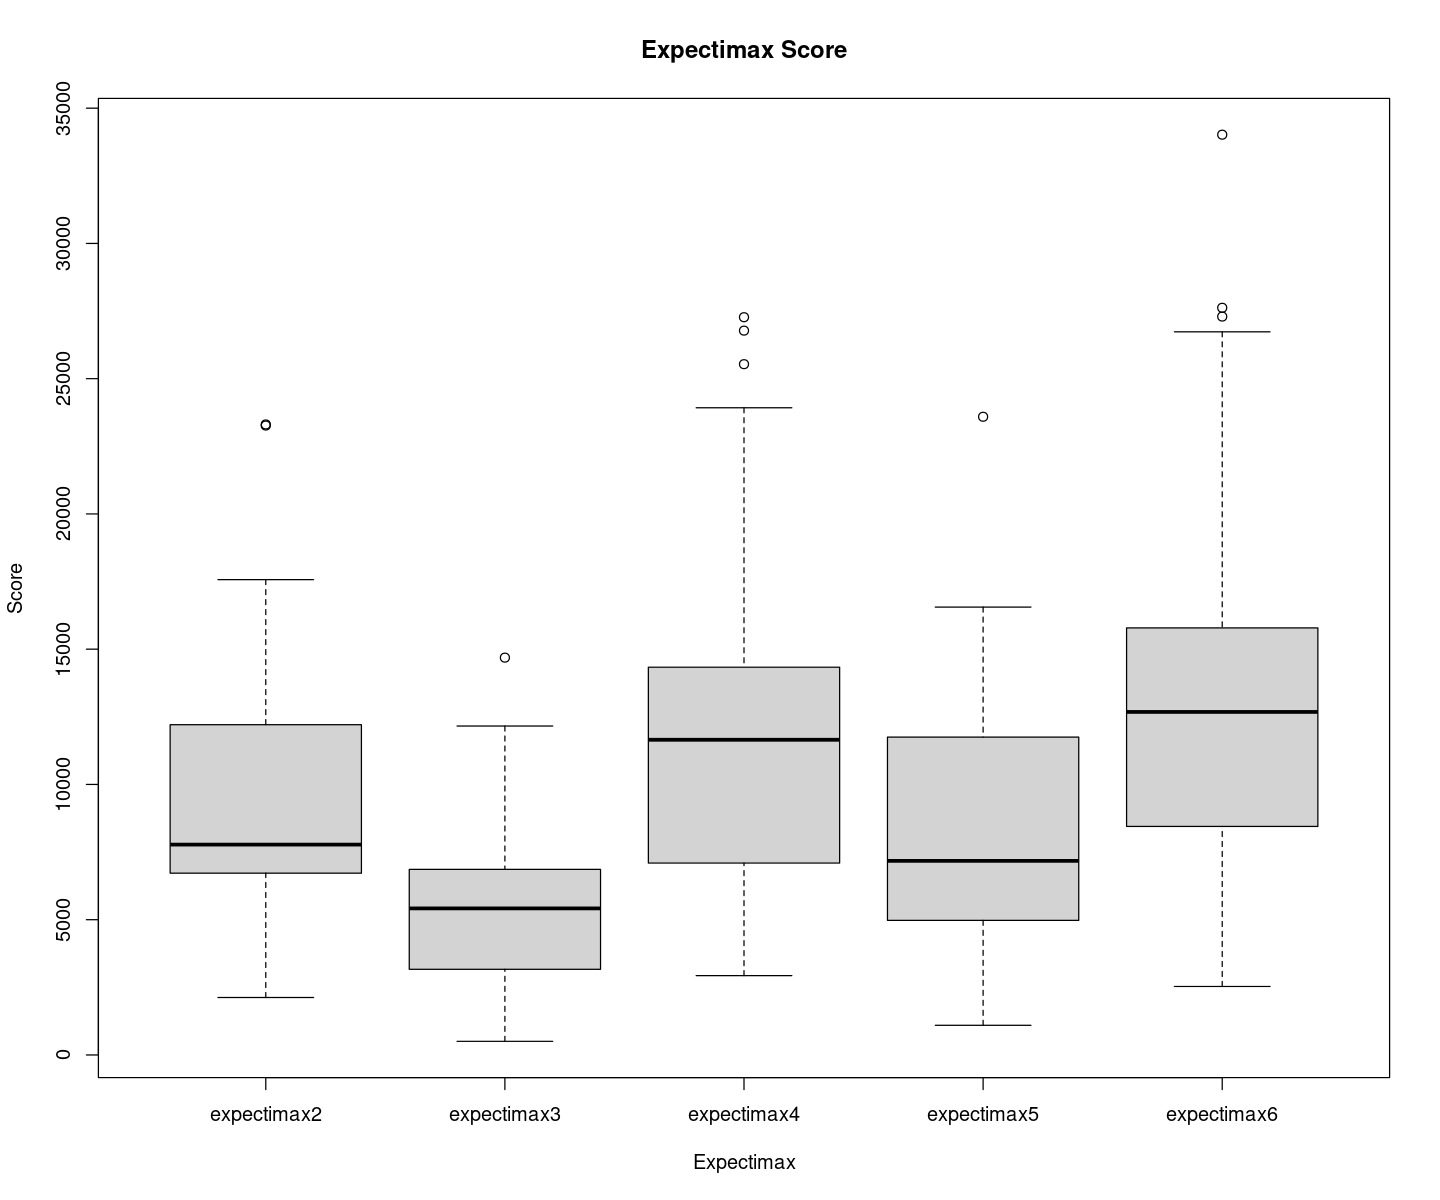 Expectimax Score
35000
30000
25000
20000
15000
10000
5000
0
Score
expectimax2 expectimax3 expectimax4 expectimax5 expectimax6
Expectimax